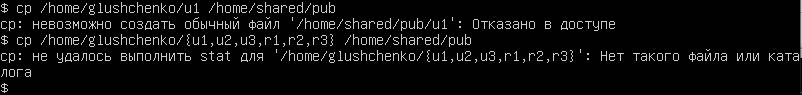 $ cp /home/glushchenko/u1 /home/shared/pub
cp: невозможно создать обычный файл '/home/shared/pub/u1': Отказано в доступе
$ cp /home/glushchenko/{u1,u2,u3,r1,r2,r3} /home/shared/pub
cp: не удалось выполнить stat для '/home/glushchenko/{u1,u2,u3,r1,r2,r3}': Нет такого файла или ката
лога
$